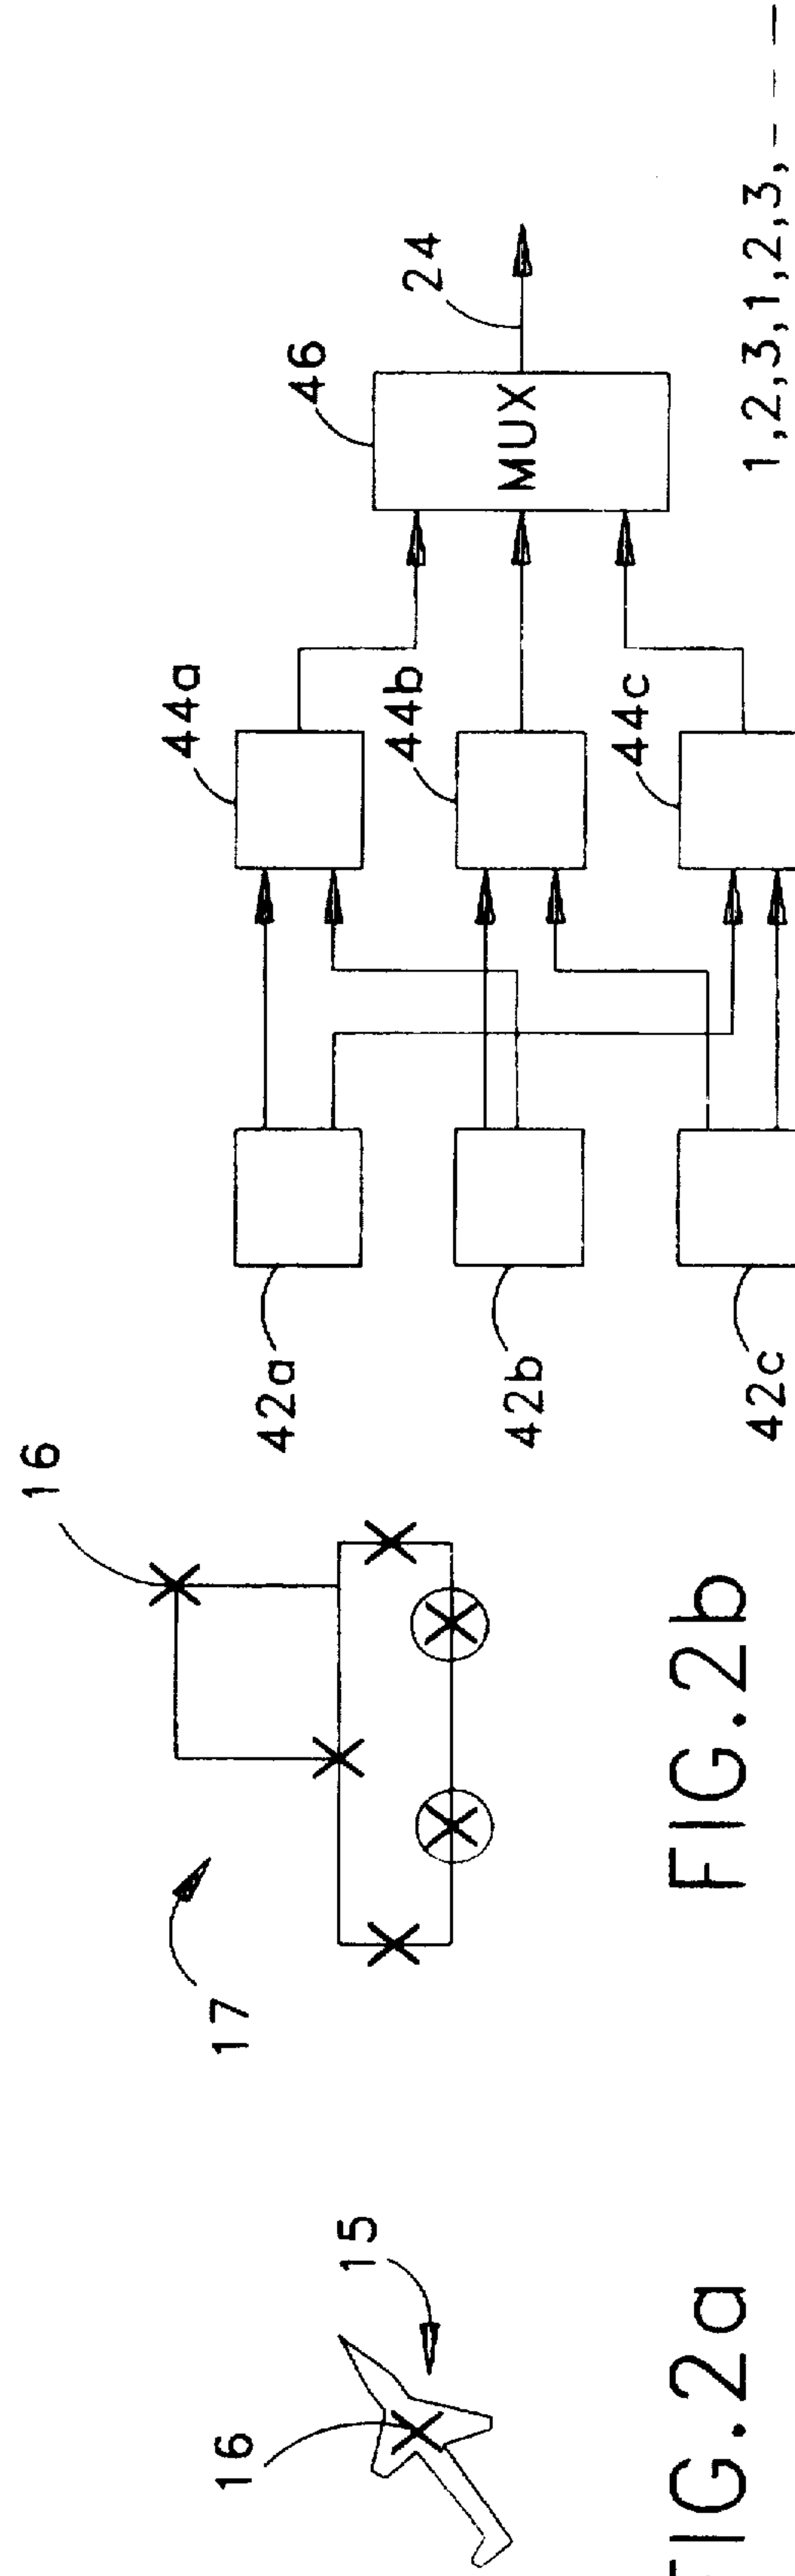 16
15
FIG.2a
17
16
FIG.2b
42a
42b
42c
44a
44b
44c
46
MUX
24
1,2,3,1,2,3,- - -